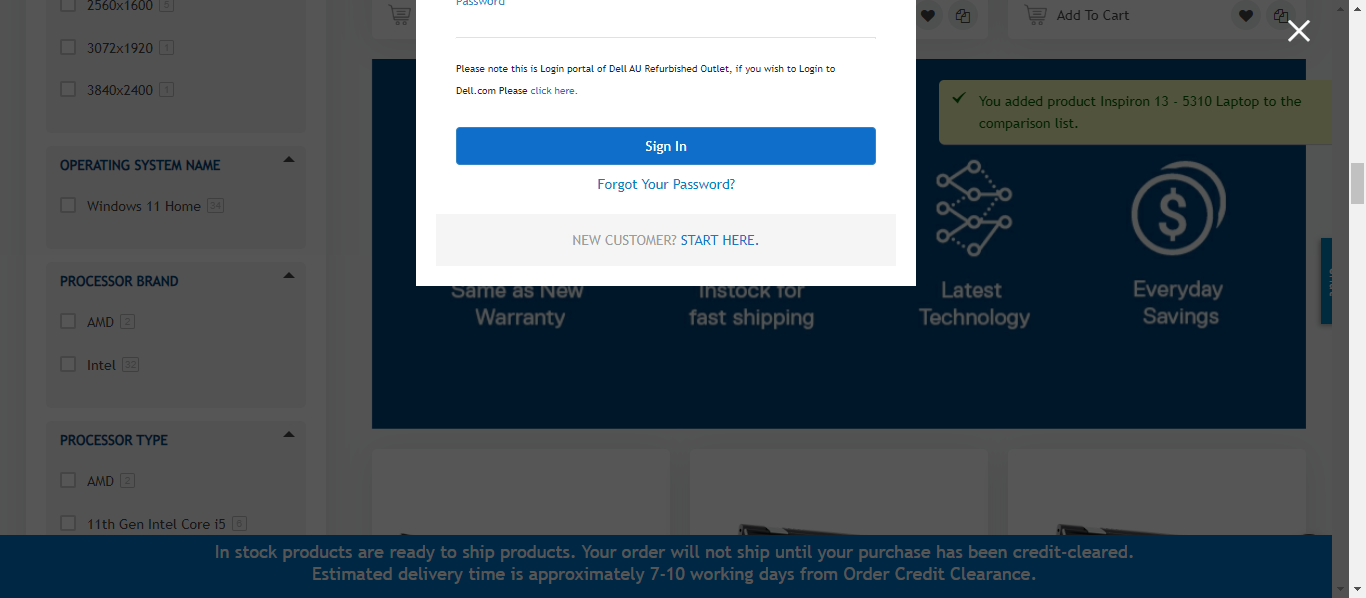 2560x1600 5
3072x1920 1
3840x2400 1
OPERATING SYSTEM NAME
Windows 11 Home 34
PROCESSOR BRAND
AMD 2
Intel 32
PROCESSOR TYPE
AMD 2
11th Gen Intel Core i5 6
Password
Please note this is Login portal of Dell AU Refurbished Outlet, if you wish to Login to
Dell.com Please click here.
Sign In
Forgot Your Password?
NEW CUSTOMER? START HERE.
Add To Cart
You added product Inspiron 13 - 5310 Laptop to the
comparison list.
Same as New
Warranty
Instock for
fast shipping
Latest
Technology
Everyday
Savings
In stock products are ready to ship products. Your order will not ship until your purchase has been credit-cleared.
Estimated delivery time is approximately 7-10 working days from Order Credit Clearance.